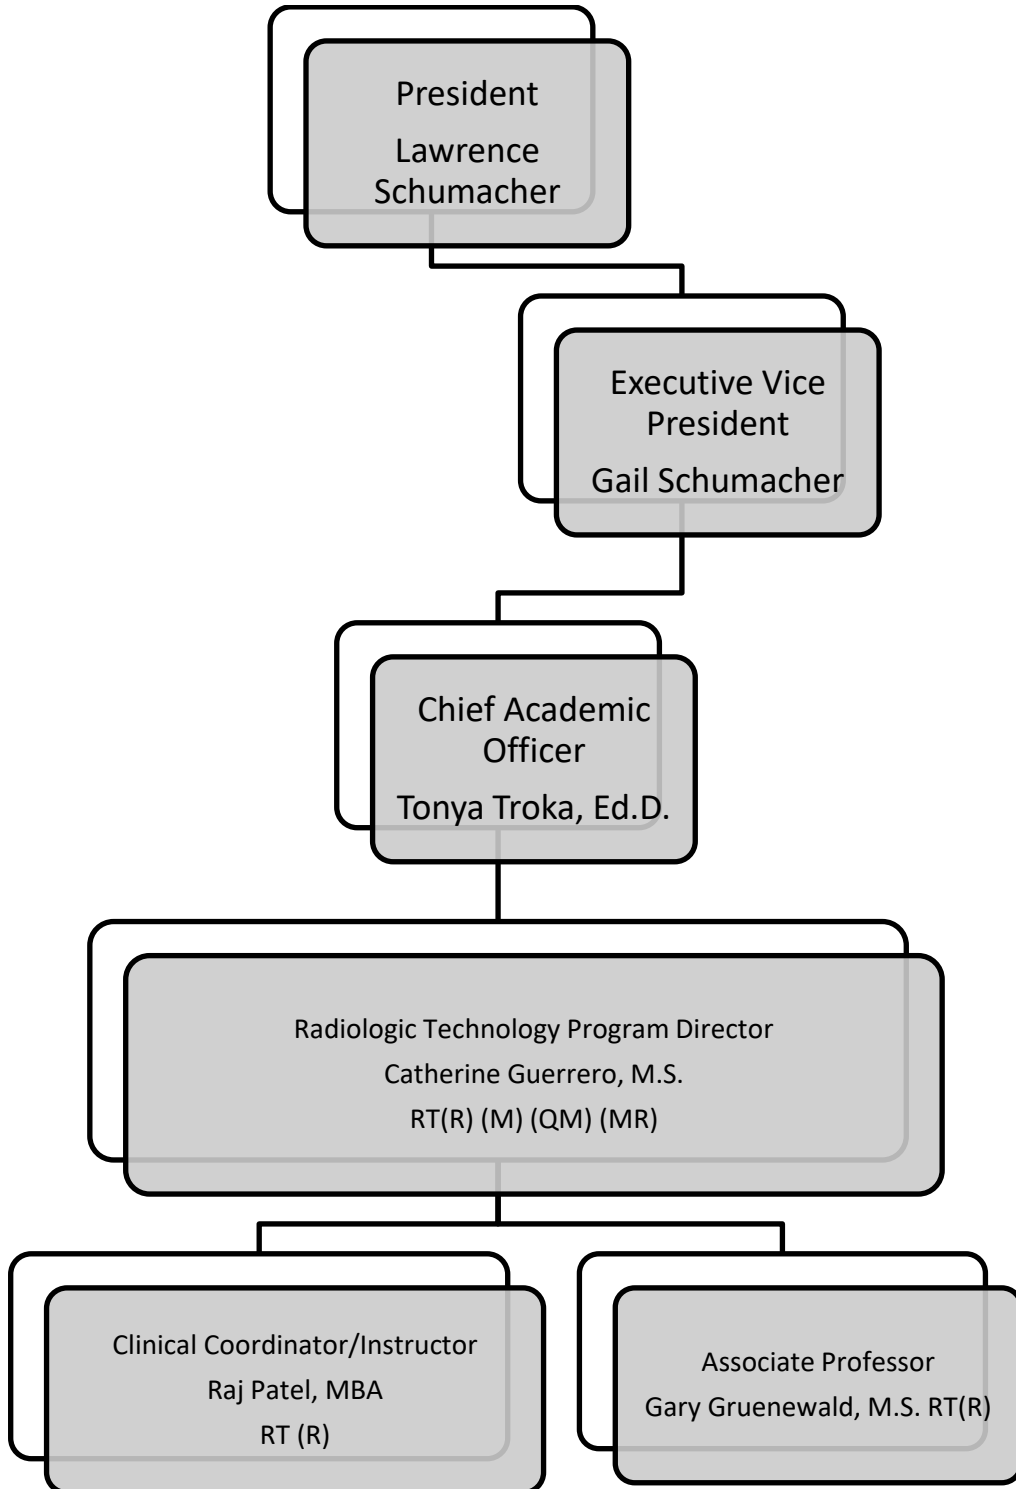 President
Lawrence
Schumacher
Executive Vice
President
Gail Schumacher
Chief Academic
Officer
Tonya Troka, Ed.D.
Radiologic Technology Program Director
Catherine Guerrero, M.S.
RT(R) (M) (QM) (MR)
Clinical Coordinator/Instructor
Raj Patel, MBA
RT (R)
Associate Professor
Gary Gruenewald, M.S. RT(R)